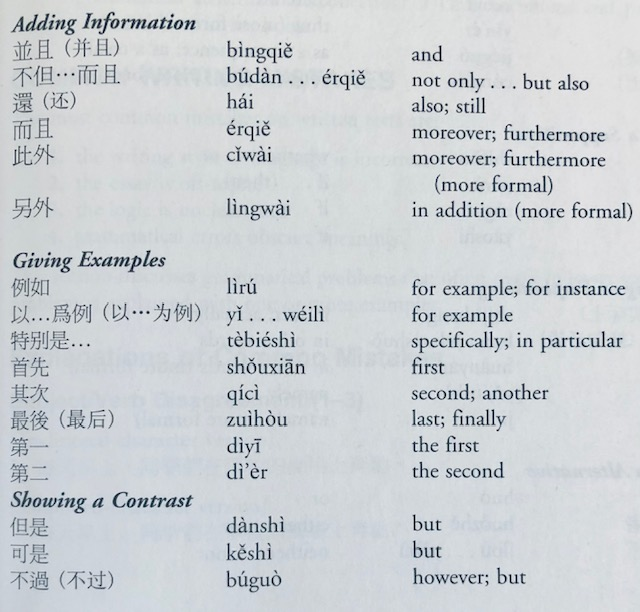 Adding Information
並且（并且） bìngqiě and
不但…而且 búdàn . . . érqiě not only . . . but also
還（还） hái also; still
而且 érqiě moreover; furthermore
此外 cǐwài moreover; furthermore
(more formal)
另外 lìngwài in addition (more formal)
Giving Examples
例如 lìrú for example; for instance
以…爲例（以…为例） yǐ . . . wéilì for example
特别是… tèbiéshì specifically; in particular
首先 shǒuxiān first
其次 qícì second; another
最後（最后） zuìhòu last; finally
第一 dìyī the first
第二 dì’èr the second
Showing a Contrast
但是 dànshì but
可是 kěshì but
不過（不过） búguò however; but